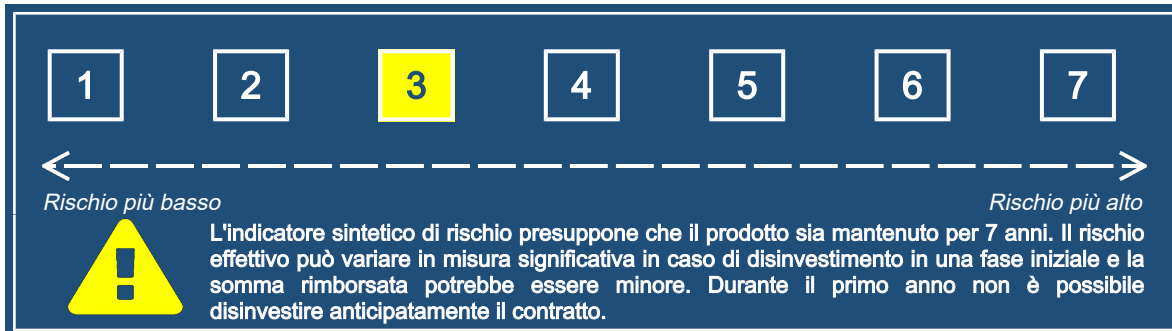 1 2 3 4 5 6 7
Rischio più basso Rischio più alto
L'indicatore sintetico di rischio presuppone che il prodotto sia mantenuto per 7 anni. Il rischio
effettivo può variare in misura significativa in caso di disinvestimento in una fase iniziale e la
somma rimborsata potrebbe essere minore. Durante il primo anno non è possibile
disinvestire anticipatamente il contratto.